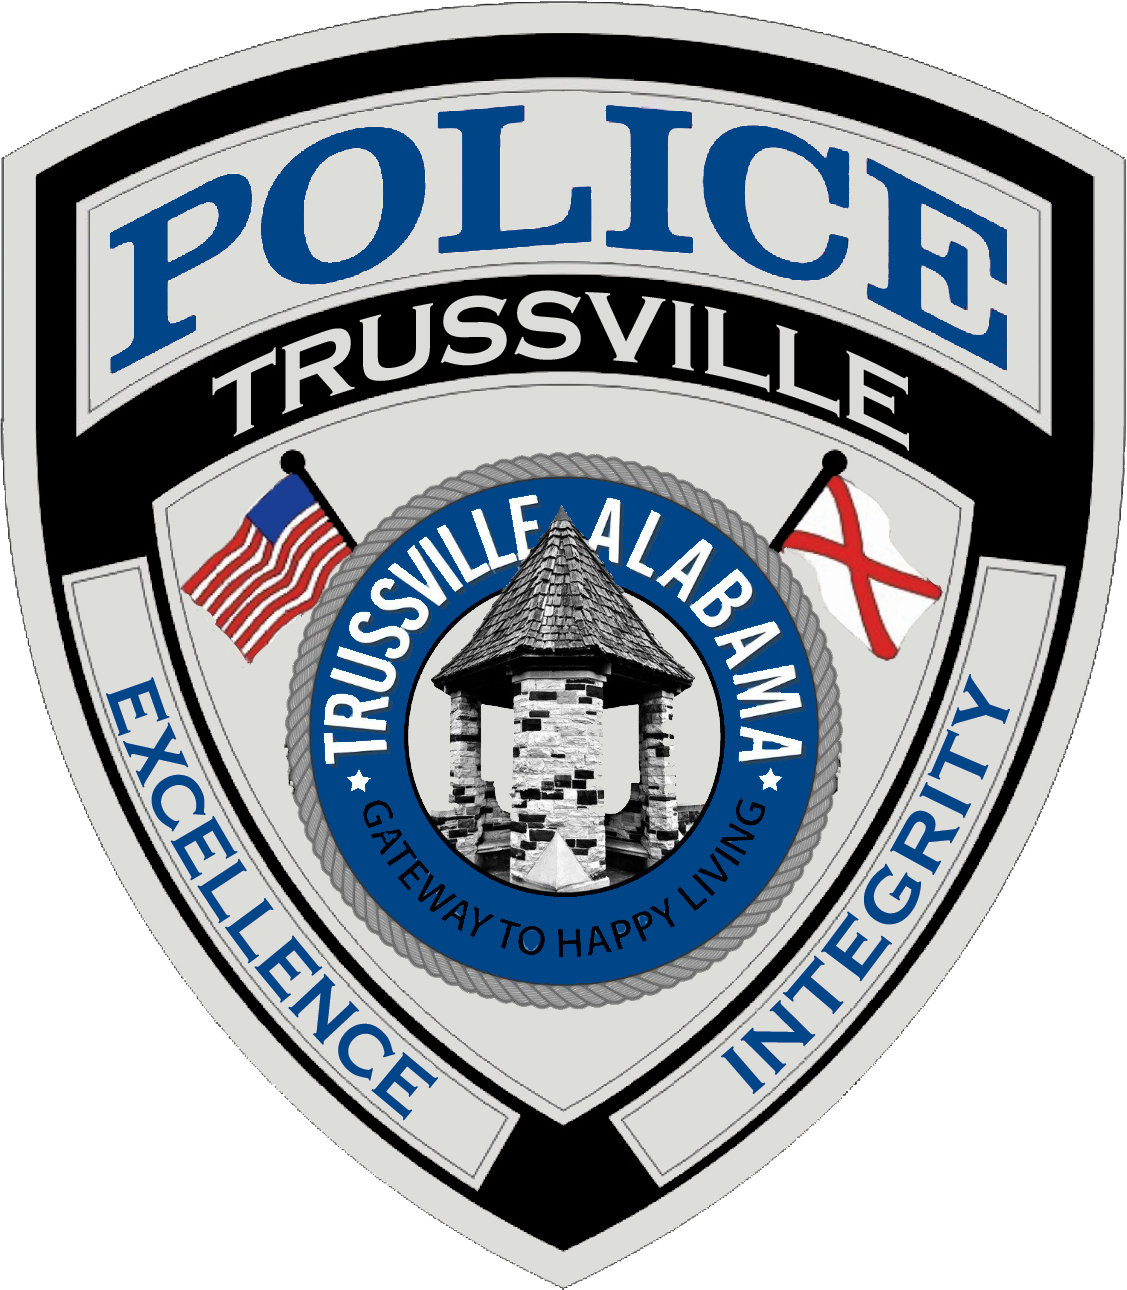 POLICE
TRUSSVILLE
TRUSSVILLE ALABAMA
GATEWAY TO HAPPY LIVING
EXCELLENCE
INTEGRITY